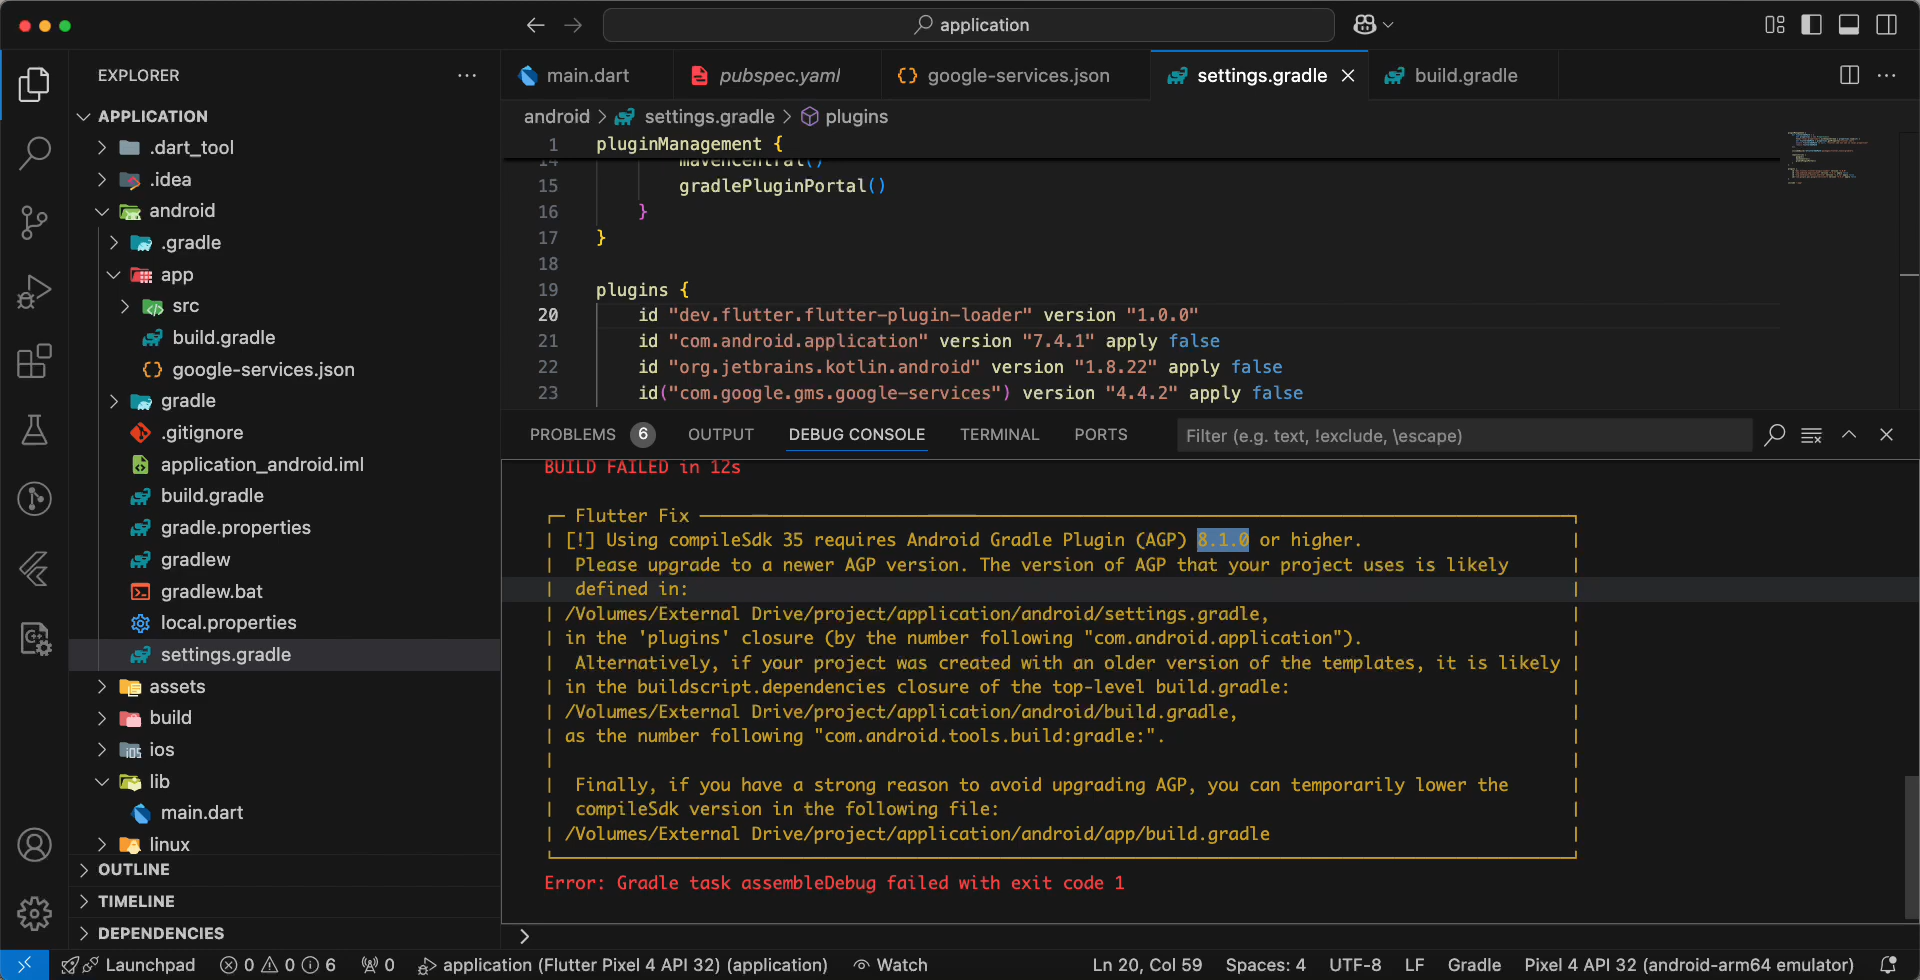 application
EXPLORER
APPLICATION
.dart_tool
.idea
android
.gradle
app
src
build.gradle
google-services.json
gradle
.gitignore
application_android.iml
build.gradle
gradle.properties
gradlew
gradlew.bat
local.properties
settings.gradle
assets
build
ios
lib
main.dart
linux
OUTLINE
TIMELINE
DEPENDENCIES
main.dart pubspec.yaml google-services.json settings.gradle build.gradle
android > settings.gradle > plugins
1 pluginManagement {
14 mavenCentral()
15 gradlePluginPortal()
16 }
17 }
18
19 plugins {
20 id "dev.flutter.flutter-plugin-loader" version "1.0.0"
21 id "com.android.application" version "7.4.1" apply false
22 id "org.jetbrains.kotlin.android" version "1.8.22" apply false
23 id("com.google.gms.google-services") version "4.4.2" apply false
PROBLEMS 6 OUTPUT DEBUG CONSOLE TERMINAL PORTS Filter (e.g. text, !exclude, \escape)
BUILD FAILED in 12s
Flutter Fix
[!] Using compileSdk 35 requires Android Gradle Plugin (AGP) 8.1.0 or higher.
Please upgrade to a newer AGP version. The version of AGP that your project uses is likely
defined in:
/Volumes/External Drive/project/application/android/settings.gradle,
in the 'plugins' closure (by the number following "com.android.application").
Alternatively, if your project was created with an older version of the templates, it is likely
in the buildscript.dependencies closure of the top-level build.gradle:
/Volumes/External Drive/project/application/android/build.gradle,
as the number following "com.android.tools.build:gradle:".
Finally, if you have a strong reason to avoid upgrading AGP, you can temporarily lower the
compileSdk version in the following file:
/Volumes/External Drive/project/application/android/app/build.gradle
Error: Gradle task assembleDebug failed with exit code 1
>
Launchpad 0 0 6 0 application (Flutter Pixel 4 API 32) (application) Watch Ln 20, Col 59 Spaces: 4 UTF-8 LF Gradle Pixel 4 API 32 (android-arm64 emulator)